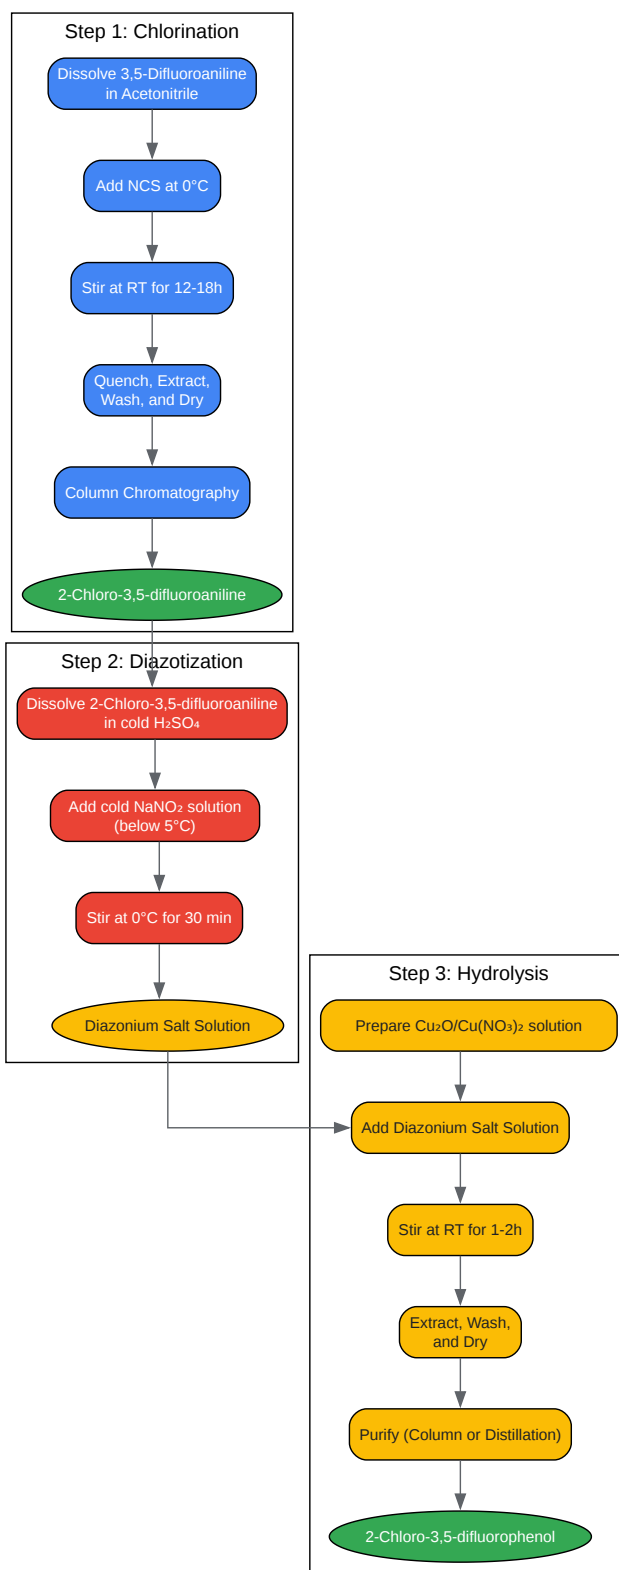 Step 1: Chlorination
Dissolve 3,5-Difluoroaniline
in Acetonitrile
Add NCS at 0°C
Stir at RT for 12-18h
Quench, Extract,
Wash, and Dry
Column Chromatography
2-Chloro-3,5-difluoroaniline
Step 2: Diazotization
Dissolve 2-Chloro-3,5-difluoroaniline
in cold H₂SO₄
Add cold NaNO₂ solution
(below 5°C)
Stir at 0°C for 30 min
Diazonium Salt Solution
Step 3: Hydrolysis
Prepare Cu₂O/Cu(NO₃)₂ solution
Add Diazonium Salt Solution
Stir at RT for 1-2h
Extract, Wash,
and Dry
Purify (Column or Distillation)
2-Chloro-3,5-difluorophenol